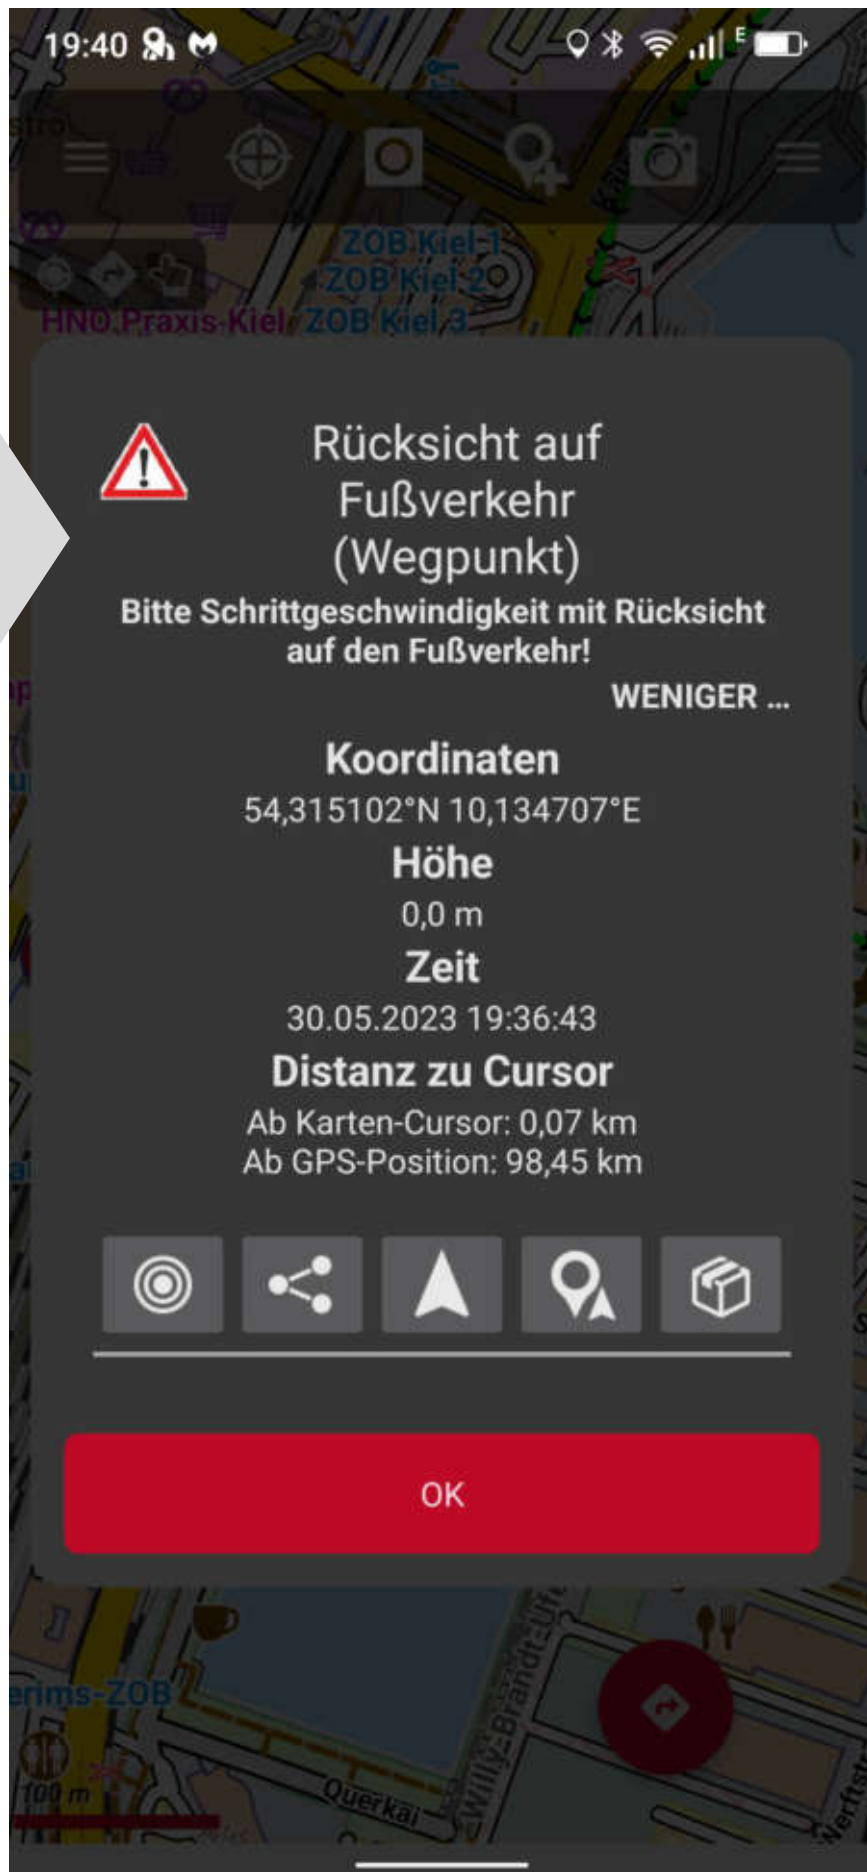 19:40
E
ZOB Kiel 1
ZOB Kiel 2
HNO Praxis Kiel ZOB Kiel 3
Rücksicht auf
Fußverkehr
(Wegpunkt)
Bitte Schrittgeschwindigkeit mit Rücksicht
auf den Fußverkehr!
WENIGER ...
Koordinaten
54,315102°N 10,134707°E
Höhe
0,0 m
Zeit
30.05.2023 19:36:43
Distanz zu Cursor
Ab Karten-Cursor: 0,07 km
Ab GPS-Position: 98,45 km
OK
erims-ZOB
Willy-Brandt-Ufe
100 m
Querkai
Werftst